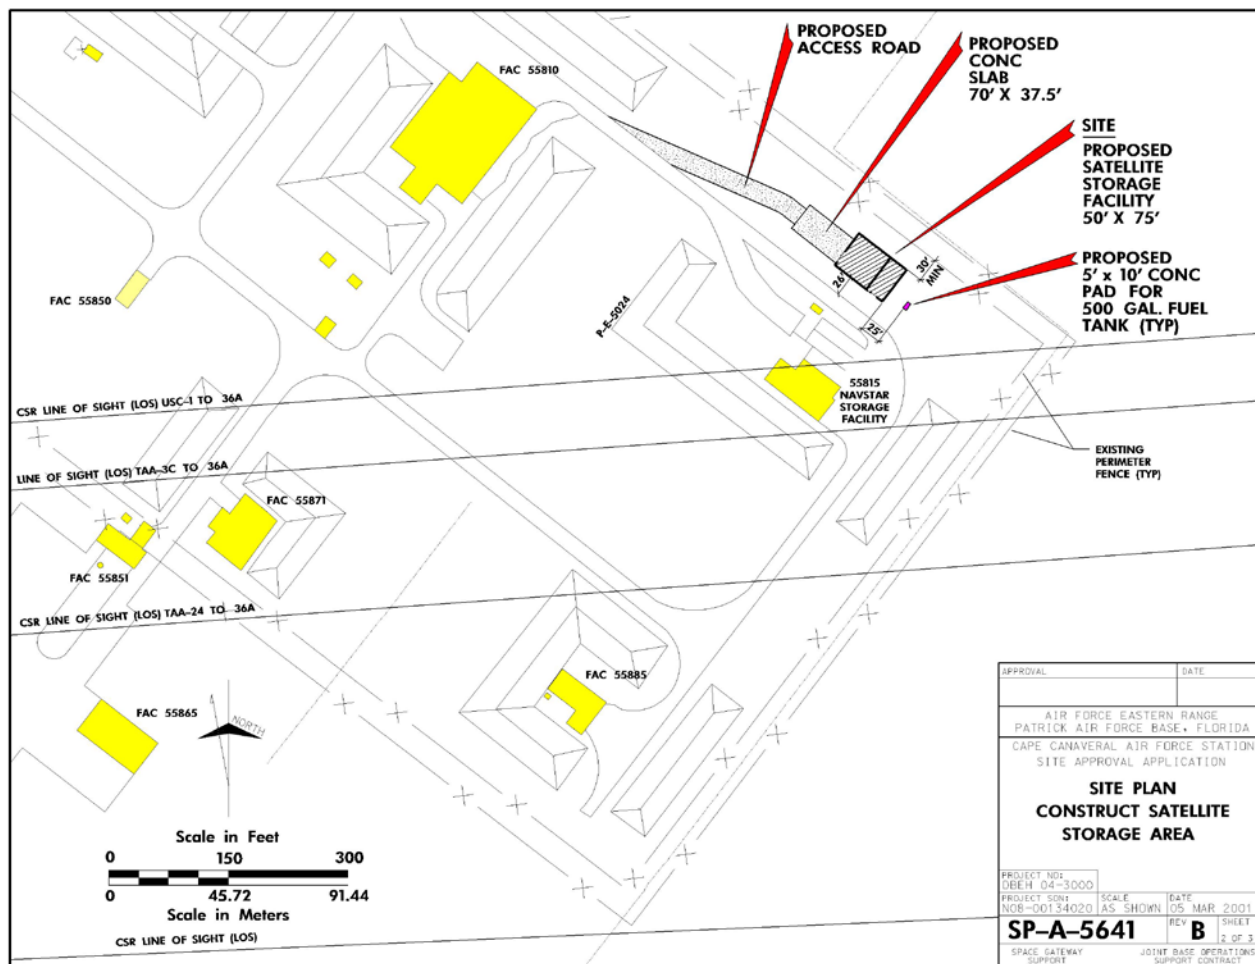 PROPOSED
ACCESS ROAD
PROPOSED
CONC
SLAB
70' X 37.5'
FAC 55810
SITE
PROPOSED
SATELLITE
STORAGE
FACILITY
50' X 75'
PROPOSED
5' x 10' CONC
PAD FOR
500 GAL. FUEL
TANK (TYP)
30'
MIN
26'
25'
FAC 55850
P-E-5024
55815
NAVSTAR
STORAGE
FACILITY
CSR LINE OF SIGHT (LOS) USC-1 TO 36A
EXISTING
PERIMETER
FENCE (TYP)
LINE OF SIGHT (LOS) TAA-3C TO 36A
FAC 55871
FAC 55851
CSR LINE OF SIGHT (LOS) TAA-24 TO 36A
FAC 55885
FAC 55865
NORTH
Scale in Feet
0 150 300
0 45.72 91.44
Scale in Meters
CSR LINE OF SIGHT (LOS)
APPROVAL DATE
AIR FORCE EASTERN RANGE
PATRICK AIR FORCE BASE, FLORIDA
CAPE CANAVERAL AIR FORCE STATION
SITE APPROVAL APPLICATION
SITE PLAN
CONSTRUCT SATELLITE
STORAGE AREA
PROJECT NO:
DBEH 04-3000
PROJECT SON: SCALE DATE
N08-00134020 AS SHOWN 05 MAR 2001
SP-A-5641 REV B SHEET
2 OF 3
SPACE GATEWAY JOINT BASE OPERATIONS
SUPPORT SUPPORT CONTRACT